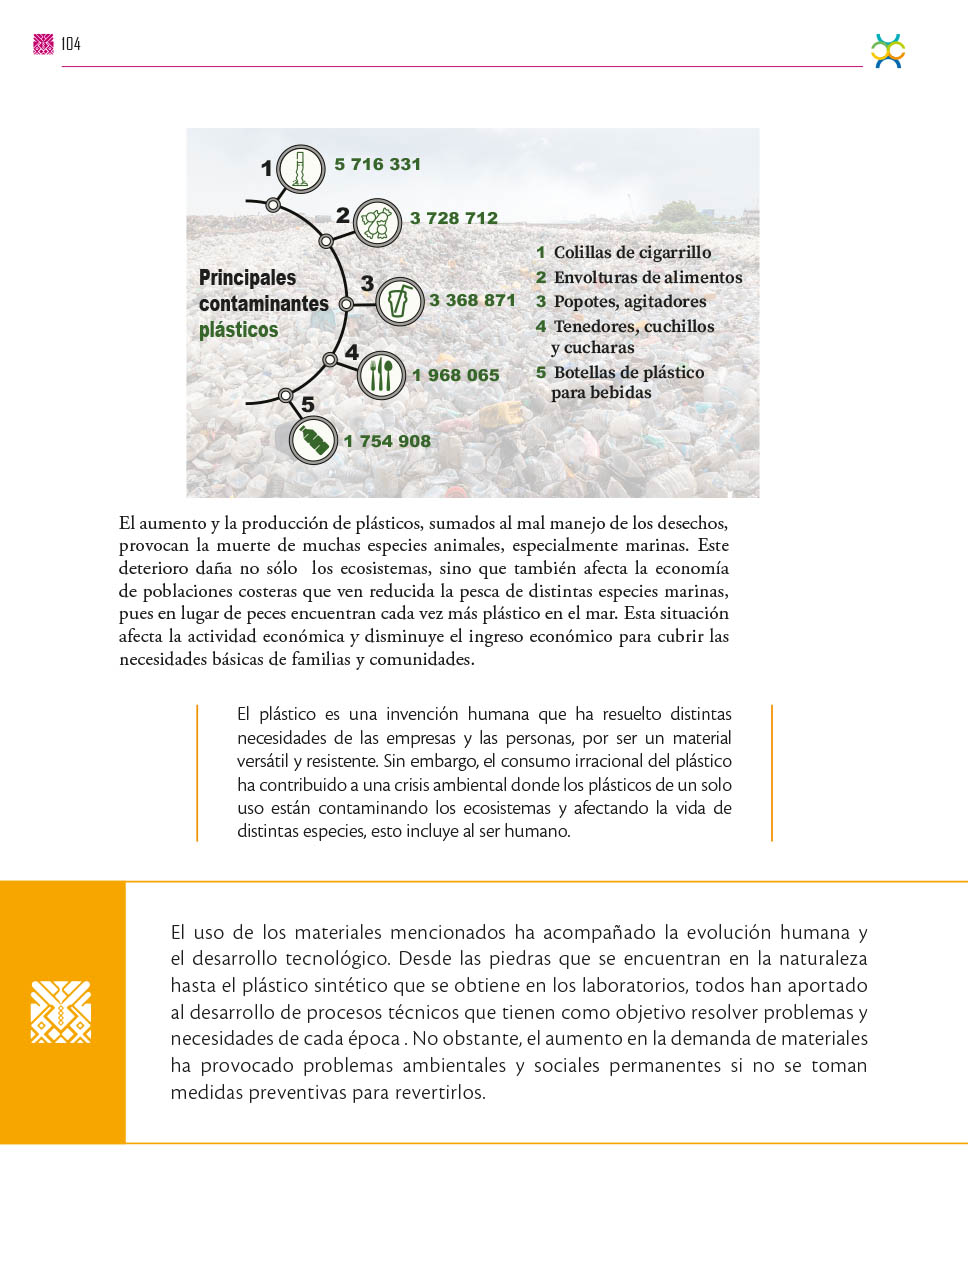 104
1
5 716 331
2
3 728 712
3
3 368 871
4
1 968 065
5
1 754 908
Principales
contaminantes
plásticos
1 Colillas de cigarrillo
2 Envolturas de alimentos
3 Popotes, agitadores
4 Tenedores, cuchillos
y cucharas
5 Botellas de plástico
para bebidas
El aumento y la producción de plásticos, sumados al mal manejo de los desechos,
provocan la muerte de muchas especies animales, especialmente marinas. Este
deterioro daña no sólo los ecosistemas, sino que también afecta la economía
de poblaciones costeras que ven reducida la pesca de distintas especies marinas,
pues en lugar de peces encuentran cada vez más plástico en el mar. Esta situación
afecta la actividad económica y disminuye el ingreso económico para cubrir las
necesidades básicas de familias y comunidades.
El plástico es una invención humana que ha resuelto distintas
necesidades de las empresas y las personas, por ser un material
versátil y resistente. Sin embargo, el consumo irracional del plástico
ha contribuido a una crisis ambiental donde los plásticos de un solo
uso están contaminando los ecosistemas y afectando la vida de
distintas especies, esto incluye al ser humano.
El uso de los materiales mencionados ha acompañado la evolución humana y
el desarrollo tecnológico. Desde las piedras que se encuentran en la naturaleza
hasta el plástico sintético que se obtiene en los laboratorios, todos han aportado
al desarrollo de procesos técnicos que tienen como objetivo resolver problemas y
necesidades de cada época . No obstante, el aumento en la demanda de materiales
ha provocado problemas ambientales y sociales permanentes si no se toman
medidas preventivas para revertirlos.